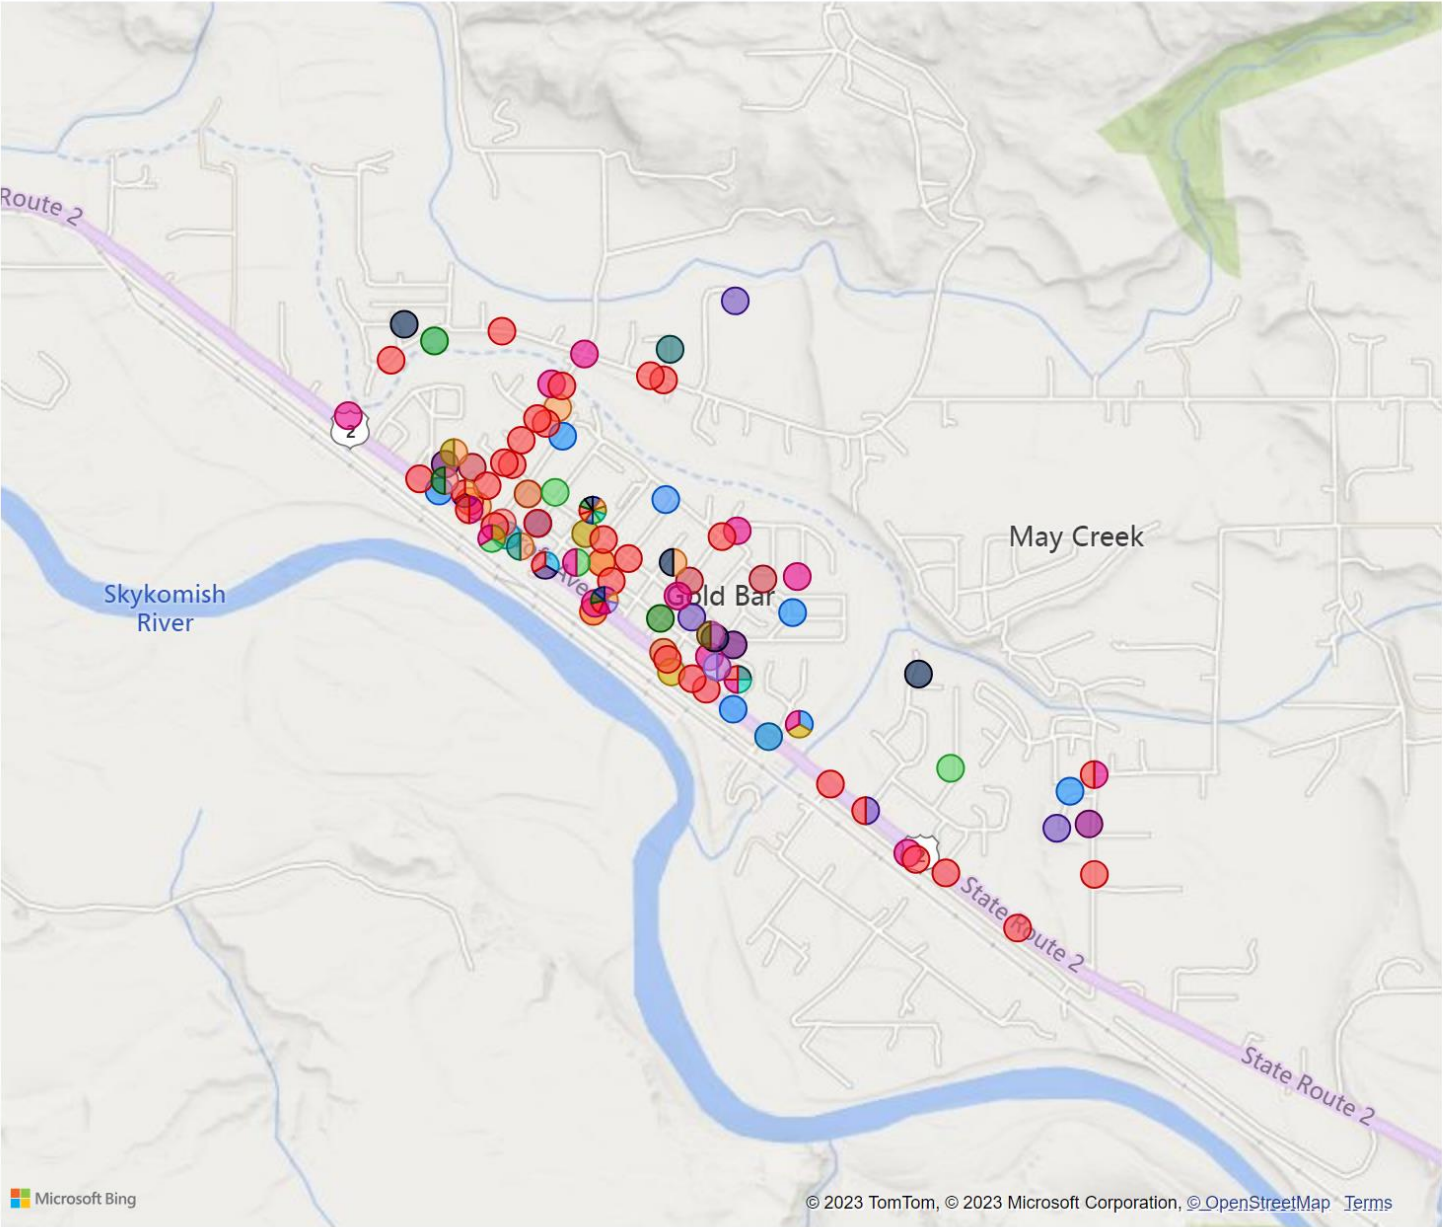 Route 2
2
May Creek
Ave
Gold Bar
Skykomish
River
State Route 2
State Route 2
Microsoft Bing
© 2023 TomTom, © 2023 Microsoft Corporation, © OpenStreetMap Terms